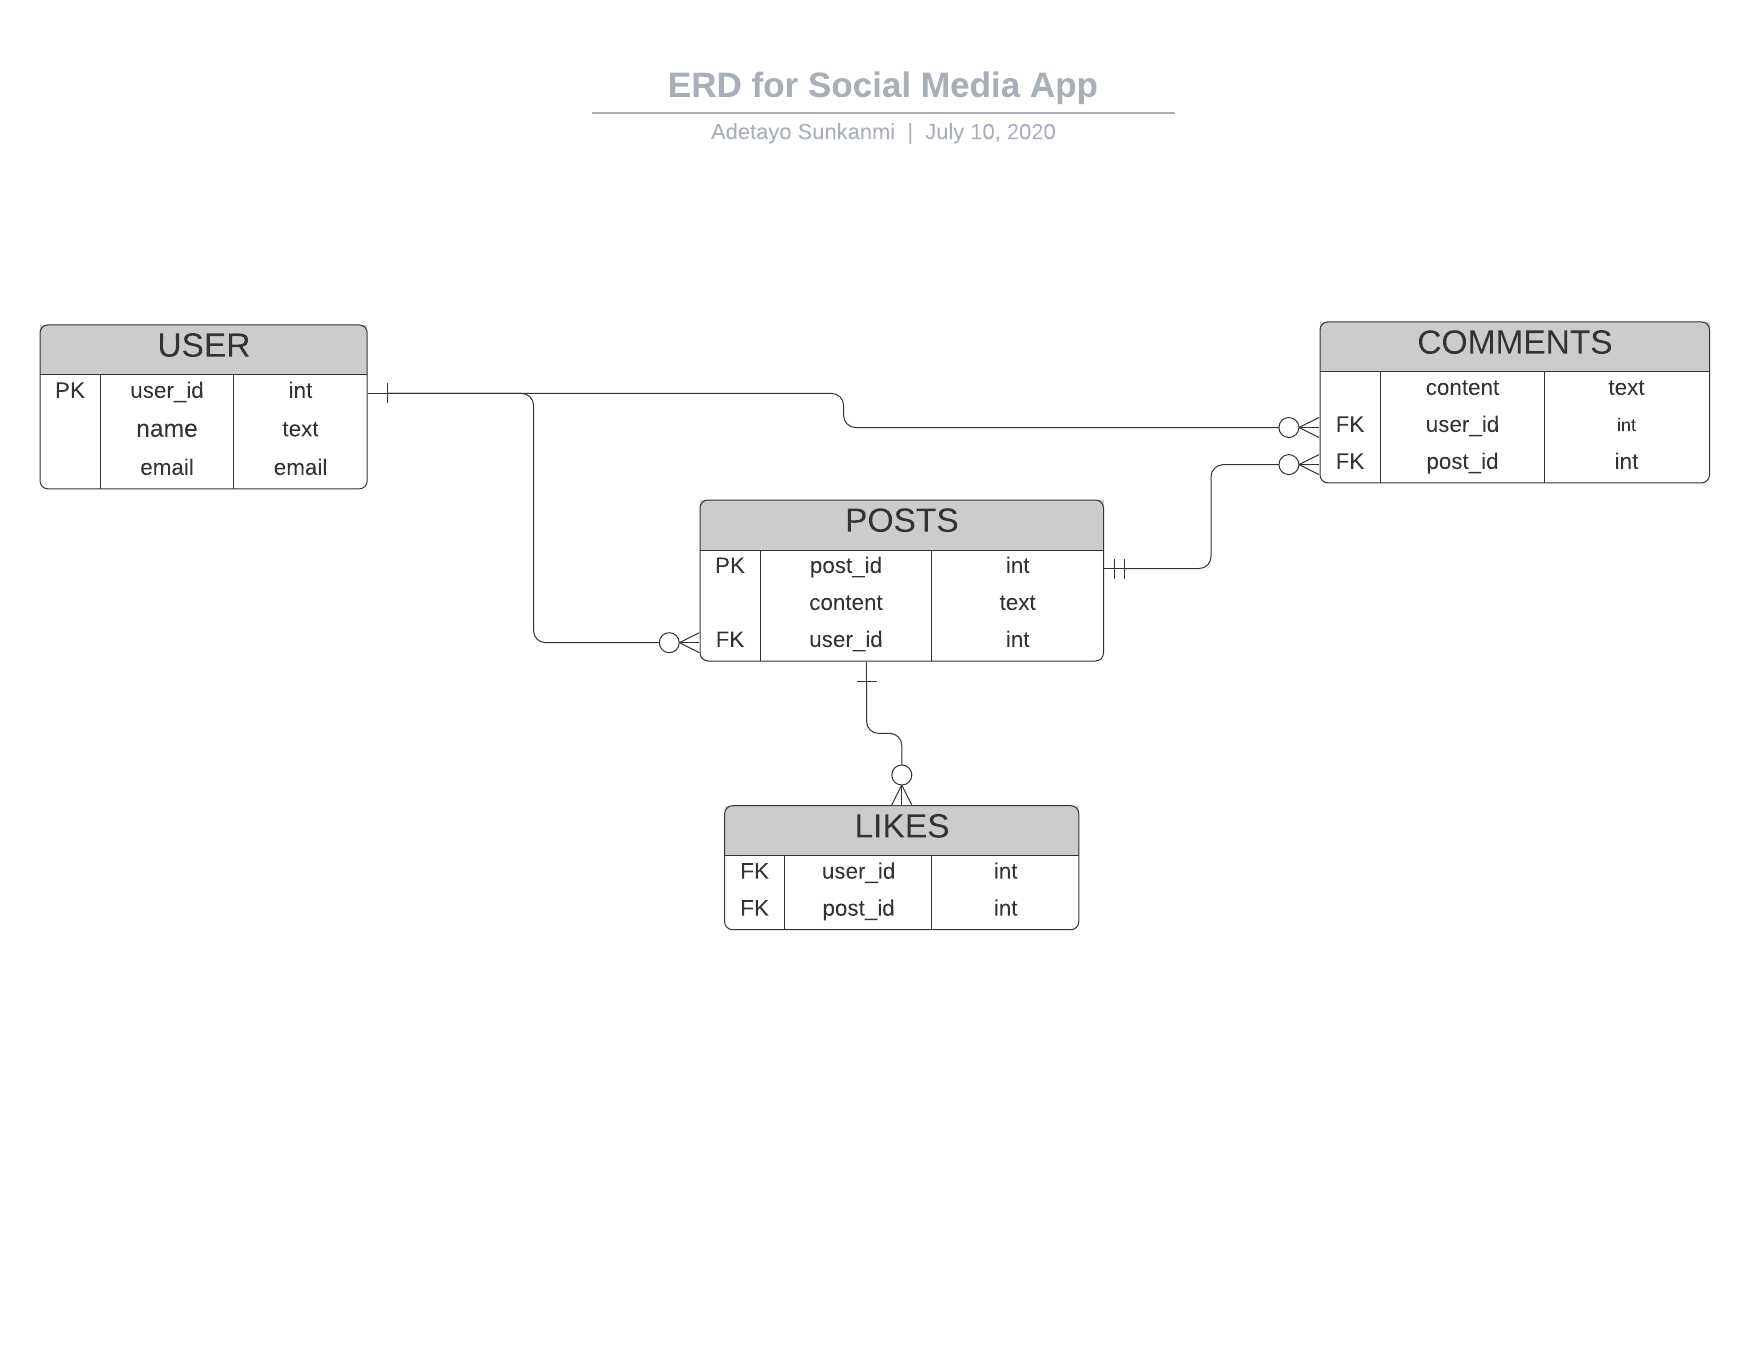 ERD for Social Media App
Adetayo Sunkanmi | July 10, 2020
USER
PK user_id int
name text
email email
COMMENTS
content text
FK user_id int
FK post_id int
POSTS
PK post_id int
content text
FK user_id int
LIKES
FK user_id int
FK post_id int